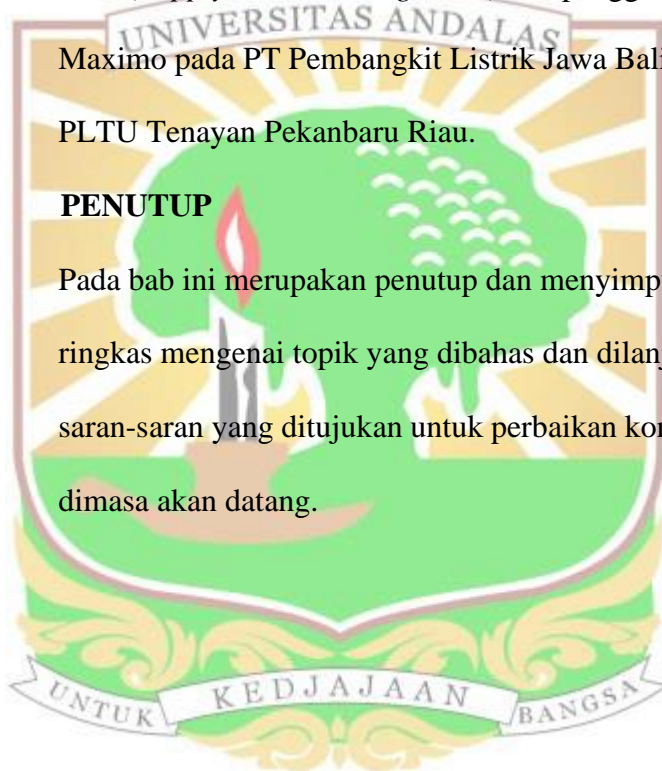 UNIVERSITAS ANDALAS
Maximo pada PT Pembangkit Listrik Jawa Bali
PLTU Tenayan Pekanbaru Riau.
PENUTUP
Pada bab ini merupakan penutup dan menyimp
ringkas mengenai topik yang dibahas dan dilan
saran-saran yang ditujukan untuk perbaikan
dimasa akan datang.
UNTUK KEDJAJAAN BANGSA